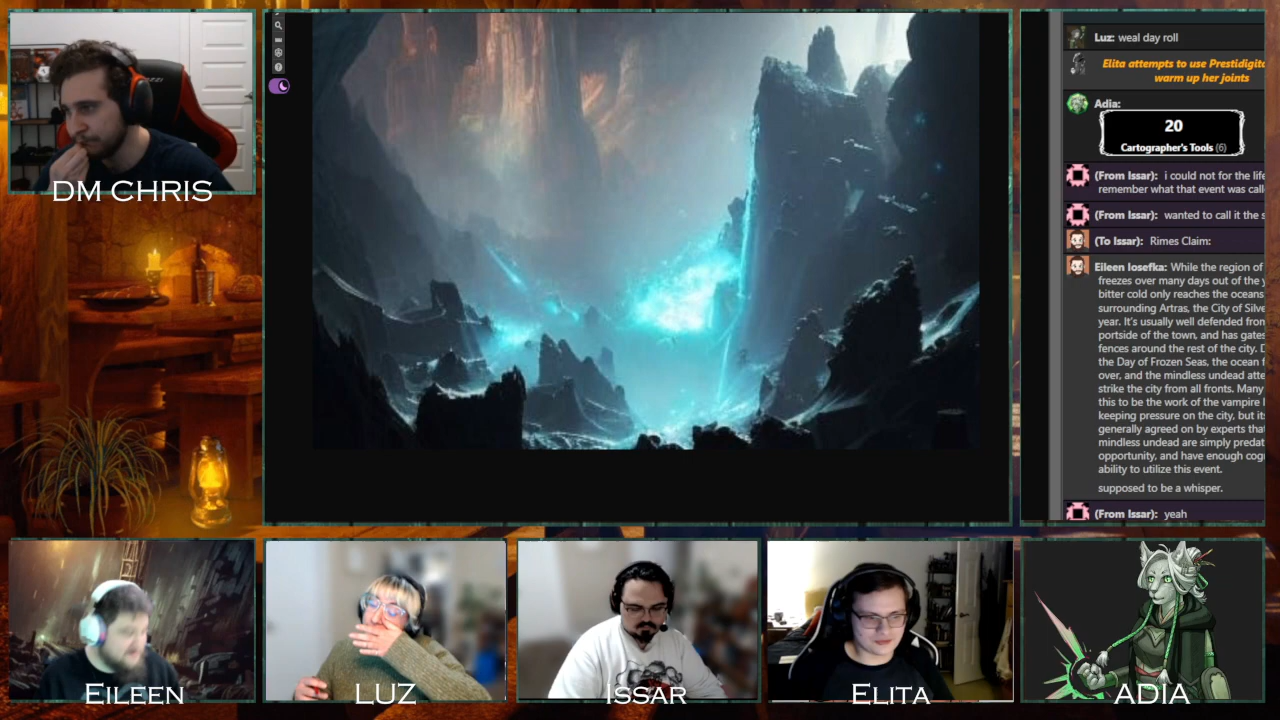 DM CHRIS
Luz: weal day roll
Elita attempts to use Prestidigita
warm up her joints
Adia:
20
Cartographer's Tools (6)
(From Issar): i could not for the life
remember what that event was call
(From Issar): wanted to call it the s
(To Issar): Rimes Claim:
Eileen Iosefka: While the region of
freezes over many days out of the y
bitter cold only reaches the oceans
surrounding Artras, the City of Silve
year. It's usually well defended from
portside of the town, and has gates
fences around the rest of the city. D
the Day of Frozen Seas, the ocean f
over, and the mindless undead atte
strike the city from all fronts. Many
this to be the work of the vampire l
keeping pressure on the city, but its
generally agreed on by experts that
mindless undead are simply predat
opportunity, and have enough cog
ability to utilize this event.
supposed to be a whisper.
(From Issar): yeah
EILEEN
LUZ
ISSAR
ELITA
ADIA